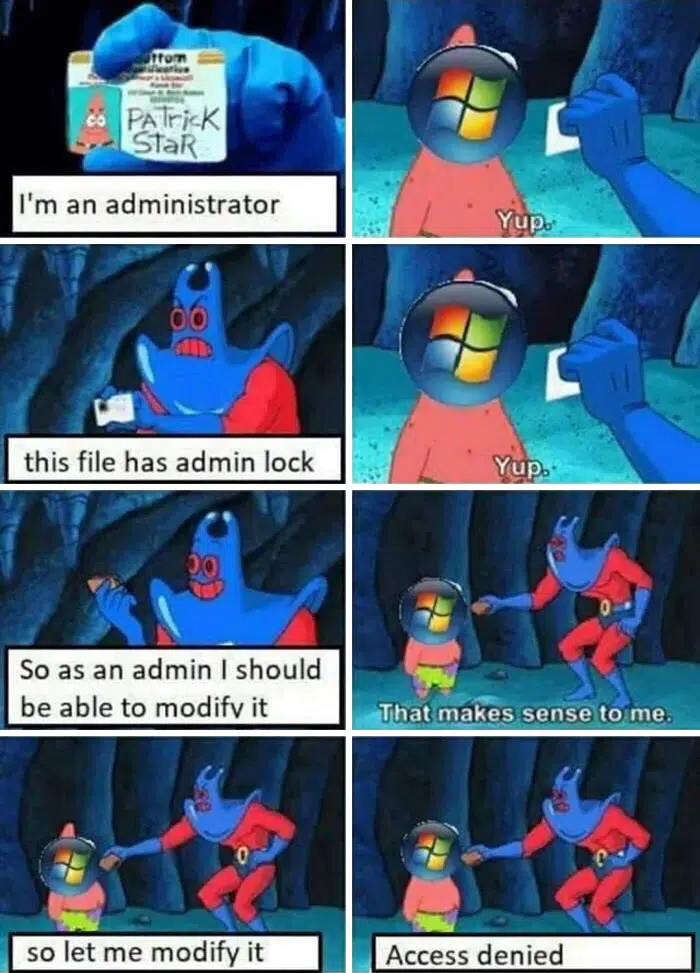 PATricK
StaR
I'm an administrator
Yup.
this file has admin lock
Yup.
So as an admin I should
be able to modify it
That makes sense to me.
so let me modify it
Access denied